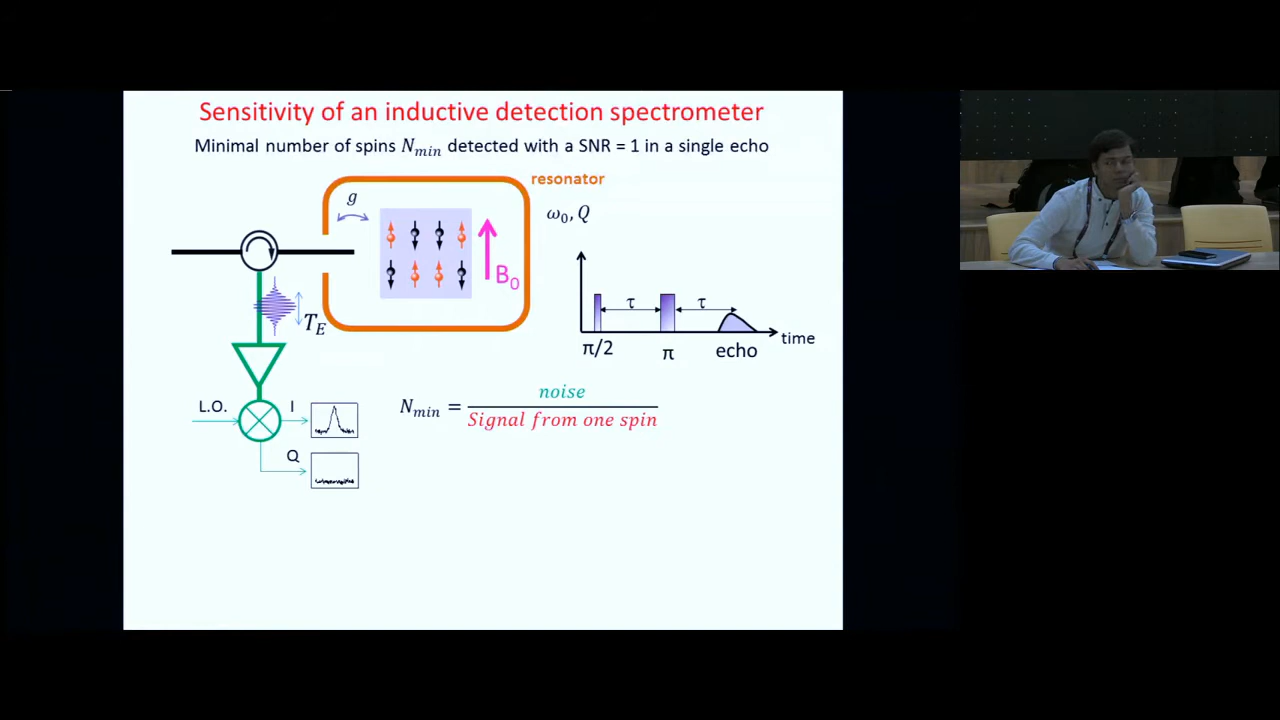 Sensitivity of an inductive detection spectrometer
Minimal number of spins N_min detected with a SNR = 1 in a single echo
resonator
g
ω₀, Q
B₀
T_E
τ τ
time
π/2 π echo
L.O. I
Q
N_min = noise / Signal from one spin